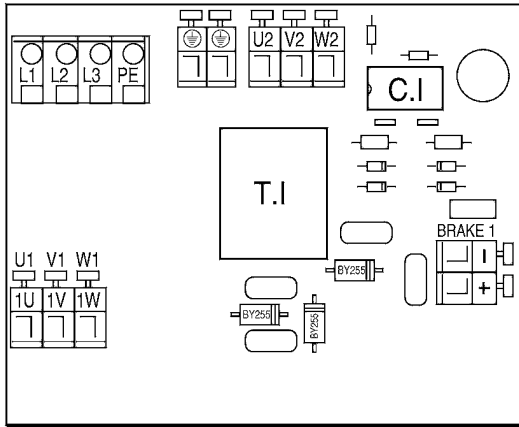 U2 V2 W2
L1 L2 L3 PE
C.I
T.I
BRAKE 1
−
+
U1 V1 W1
1U 1V 1W
BY255
BY255
BY255